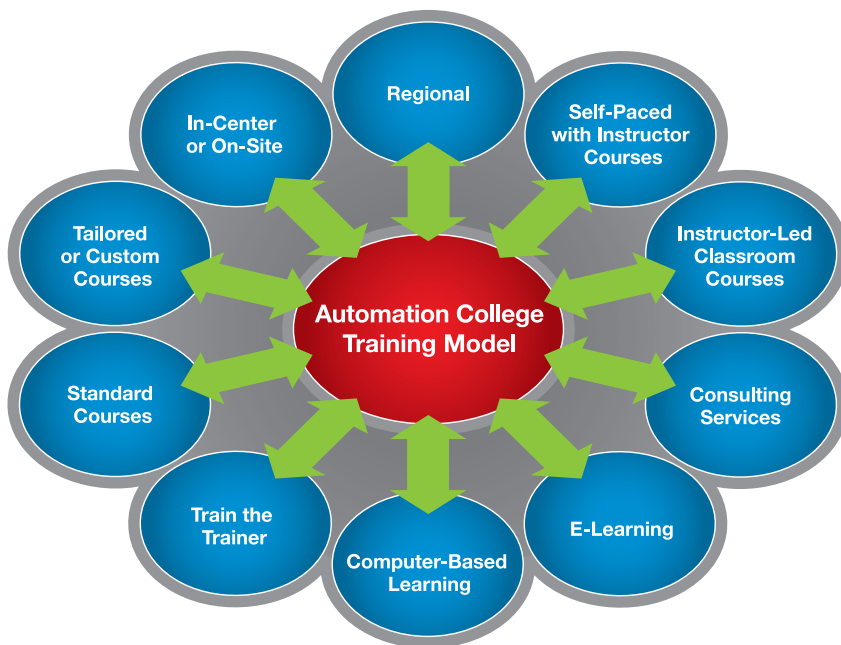 Regional
Self-Paced
with Instructor
Courses
Instructor-Led
Classroom
Courses
Consulting
Services
E-Learning
Computer-Based
Learning
Train the
Trainer
Standard
Courses
Tailored
or Custom
Courses
In-Center
or On-Site
Automation College
Training Model